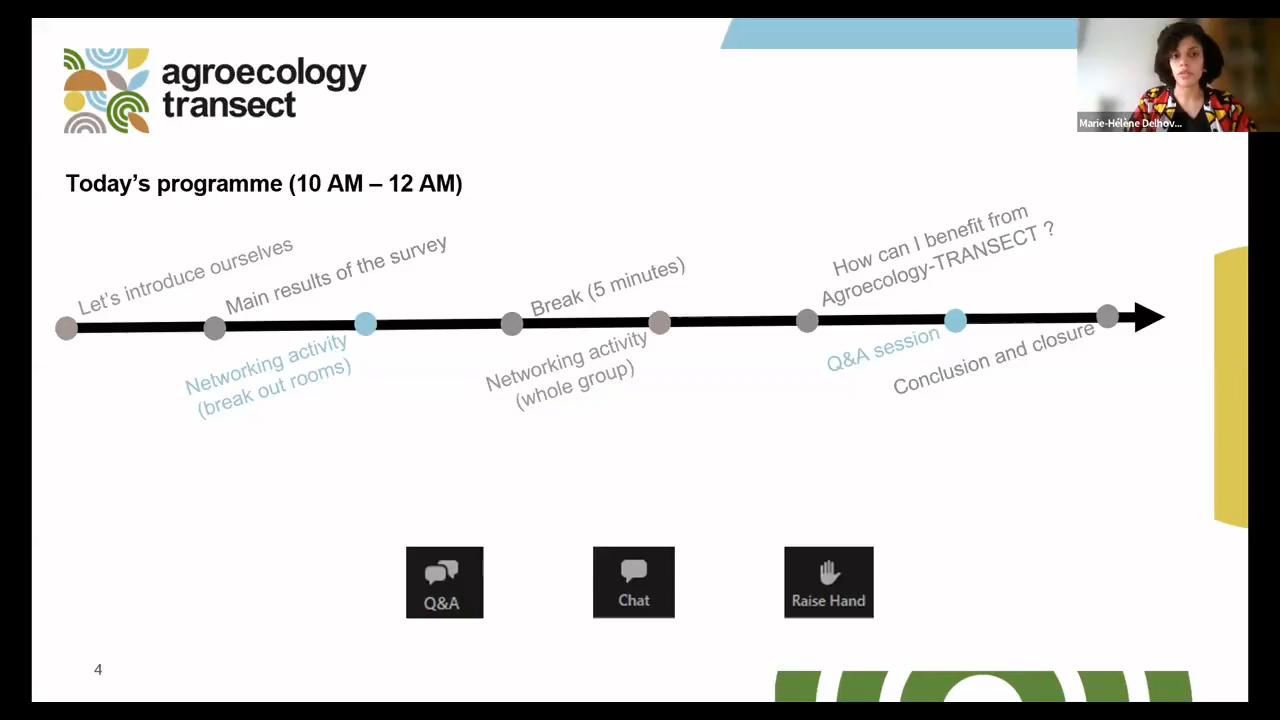 agroecology
transect
Marie-Hélène Delhov...
Today's programme (10 AM – 12 AM)
Let's introduce ourselves
Main results of the survey
Networking activity
(break out rooms)
Break (5 minutes)
Networking activity
(whole group)
How can I benefit from
Agroecology-TRANSECT ?
Q&A session
Conclusion and closure
Q&A
Chat
Raise Hand
4